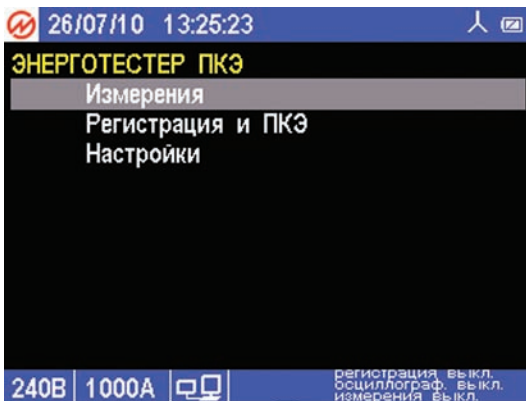 26/07/10 13:25:23
ЭНЕРГОТЕСТЕР ПКЭ
Измерения
Регистрация и ПКЭ
Настройки
240В 1000А
регистрация выкл.
осциллограф. выкл.
измерения выкл.